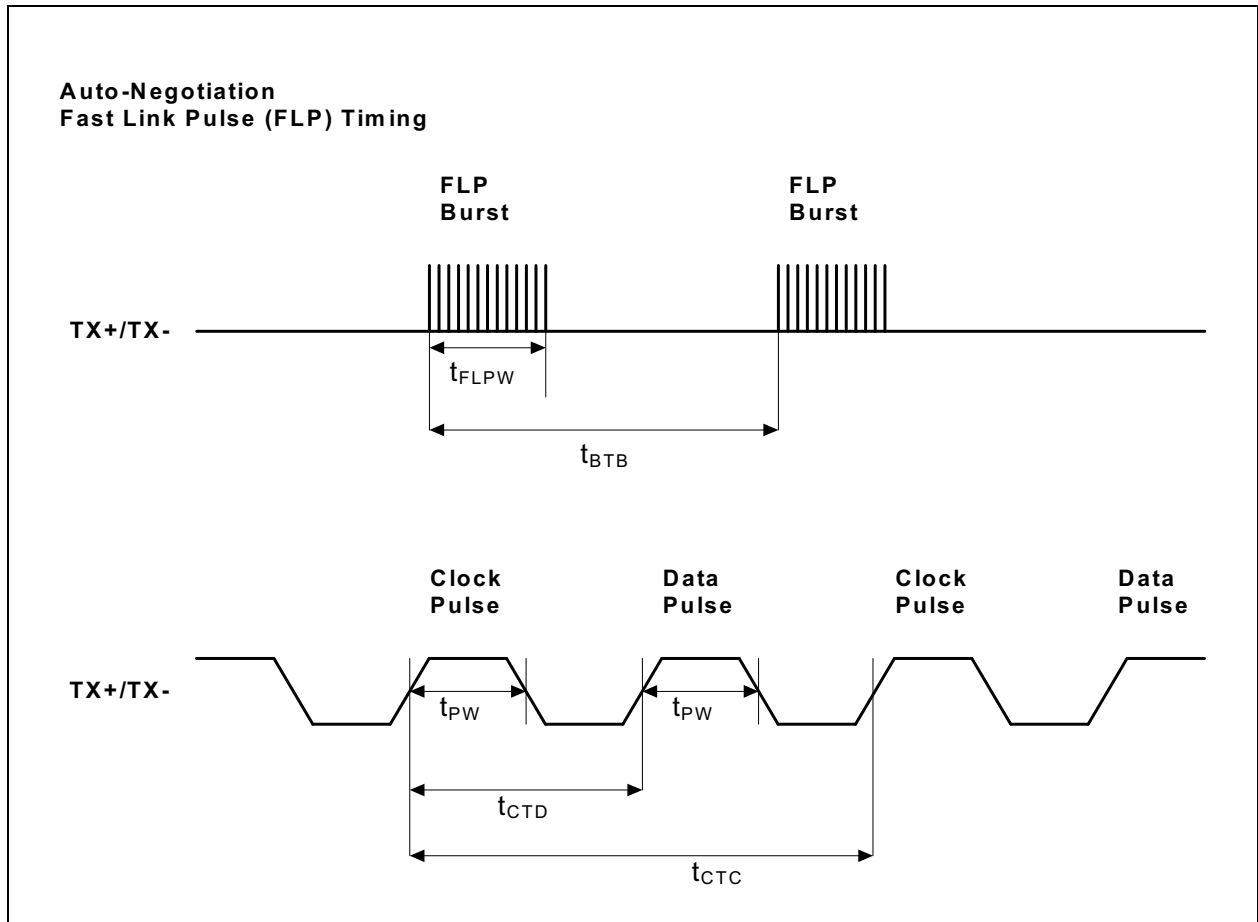 Auto-Negotiation
Fast Link Pulse (FLP) Timing
FLP
Burst
FLP
Burst
TX+/TX-
tFLPW
tBTB
Clock
Pulse
Data
Pulse
Clock
Pulse
Data
Pulse
TX+/TX-
tPW
tPW
tCTD
tCTC